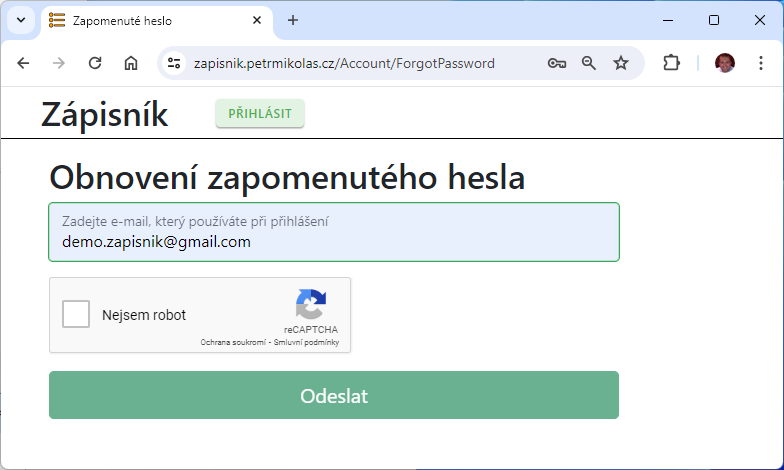 Zapomenuté heslo
zapisnik.petrmikolas.cz/Account/ForgotPassword
Zápisník
PŘIHLÁSIT
Obnovení zapomenutého hesla
Zadejte e-mail, který používáte při přihlášení
demo.zapisnik@gmail.com
Nejsem robot
reCAPTCHA
Ochrana soukromí - Smluvní podmínky
Odeslat